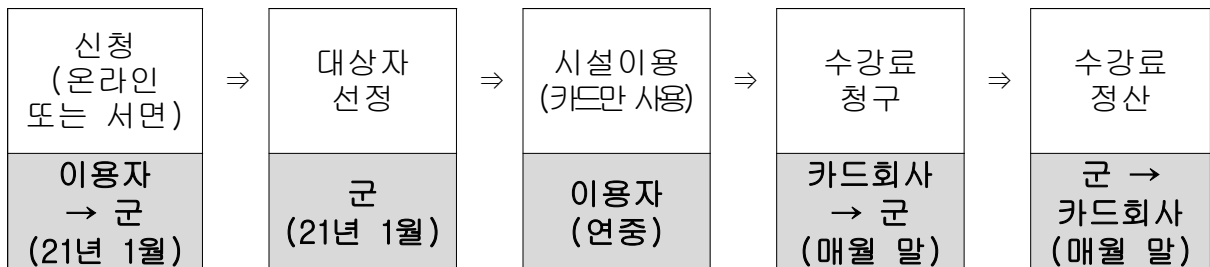 신청
(온라인
또는 서면)
⇒
대상자
선정
⇒
시설이용
(카드만 사용)
⇒
수강료
청구
⇒
수강료
정산
이용자
→ 군
(21년 1월)
군
(21년 1월)
이용자
(연중)
카드회사
→ 군
(매월 말)
군 →
카드회사
(매월 말)